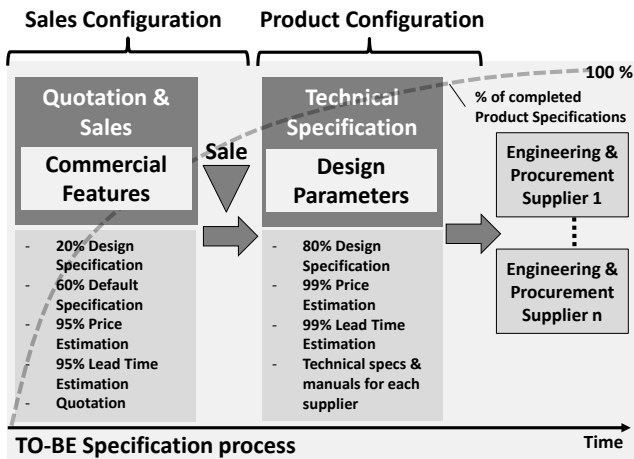 Sales Configuration
Product Configuration
100 %
% of completed
Product Specifications
Quotation &
Sales
Commercial
Features
Sale
Technical
Specification
Design
Parameters
Engineering &
Procurement
Supplier 1
Engineering &
Procurement
Supplier n
- 20% Design
Specification
- 60% Default
Specification
- 95% Price
Estimation
- 95% Lead Time
Estimation
- Quotation
- 80% Design
Specification
- 99% Price
Estimation
- 99% Lead Time
Estimation
- Technical specs &
manuals for each
supplier
TO-BE Specification process
Time